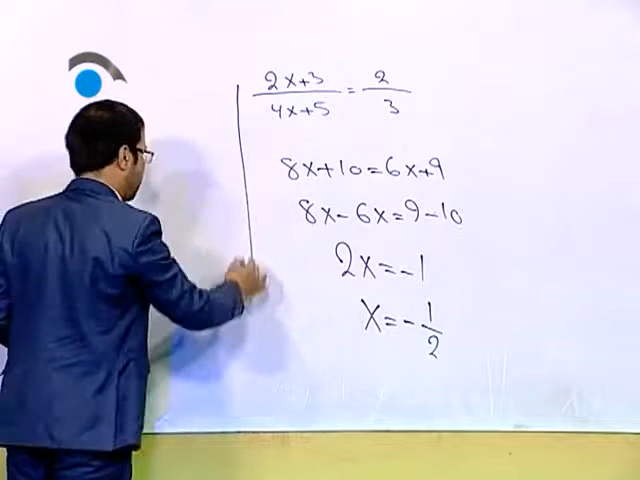 2x+3/4x+5 = 2/3
8x+10=6x+9
8x-6x=9-10
2x=-1
x=-1/2